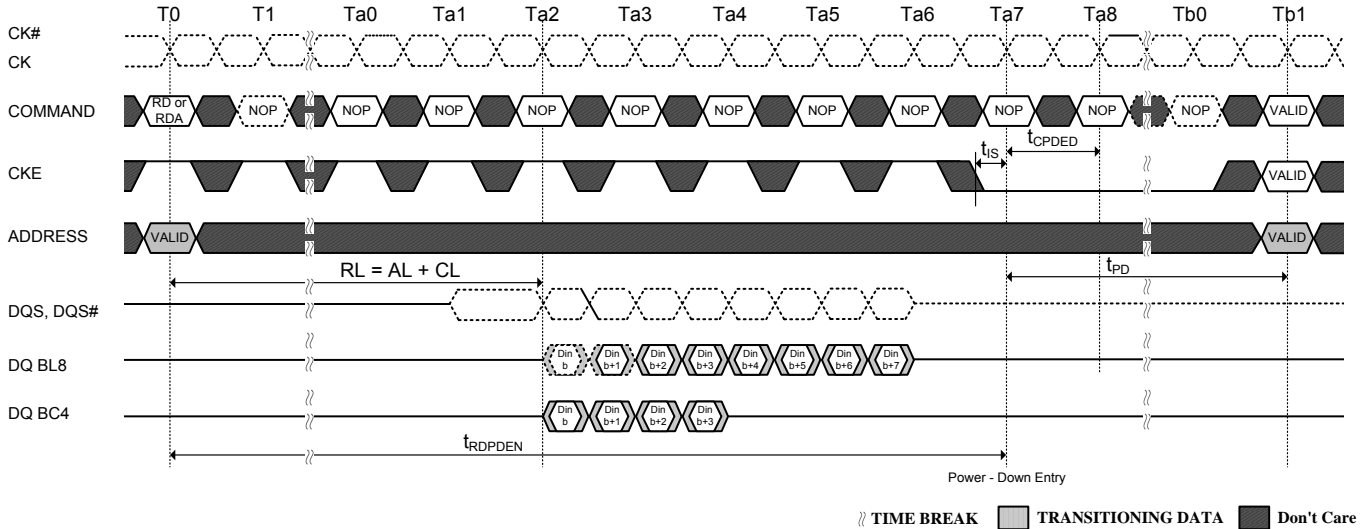 T0 T1 Ta0 Ta1 Ta2 Ta3 Ta4 Ta5 Ta6 Ta7 Ta8 Tb0 Tb1
CK#
CK
COMMAND
RD or
RDA
NOP NOP NOP NOP NOP NOP NOP NOP NOP NOP NOP VALID
tCPDED
tIS
CKE
VALID
ADDRESS
VALID VALID
RL = AL + CL
tPD
DQS, DQS#
DQ BL8
Din Din Din Din Din Din Din Din
b b+1 b+2 b+3 b+4 b+5 b+6 b+7
DQ BC4
Din Din Din Din
b b+1 b+2 b+3
tRDPDEN
Power - Down Entry
TIME BREAK TRANSITIONING DATA Don't Care